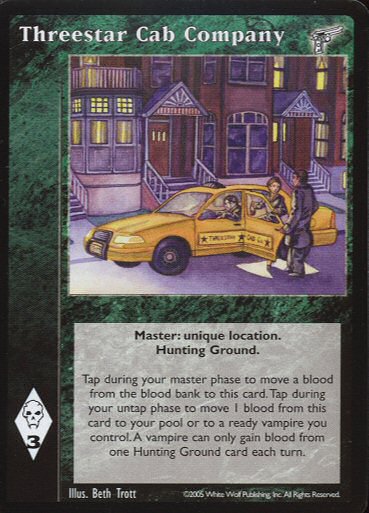 Threestar Cab Company
THREESTAR CAB CO.
Master: unique location.
Hunting Ground.
Tap during your master phase to move a blood
from the blood bank to this card. Tap during
your untap phase to move 1 blood from this
card to your pool or to a ready vampire you
control. A vampire can only gain blood from
one Hunting Ground card each turn.
3
Illus. Beth Trott
©2005 White Wolf Publishing, Inc. All Rights Reserved.